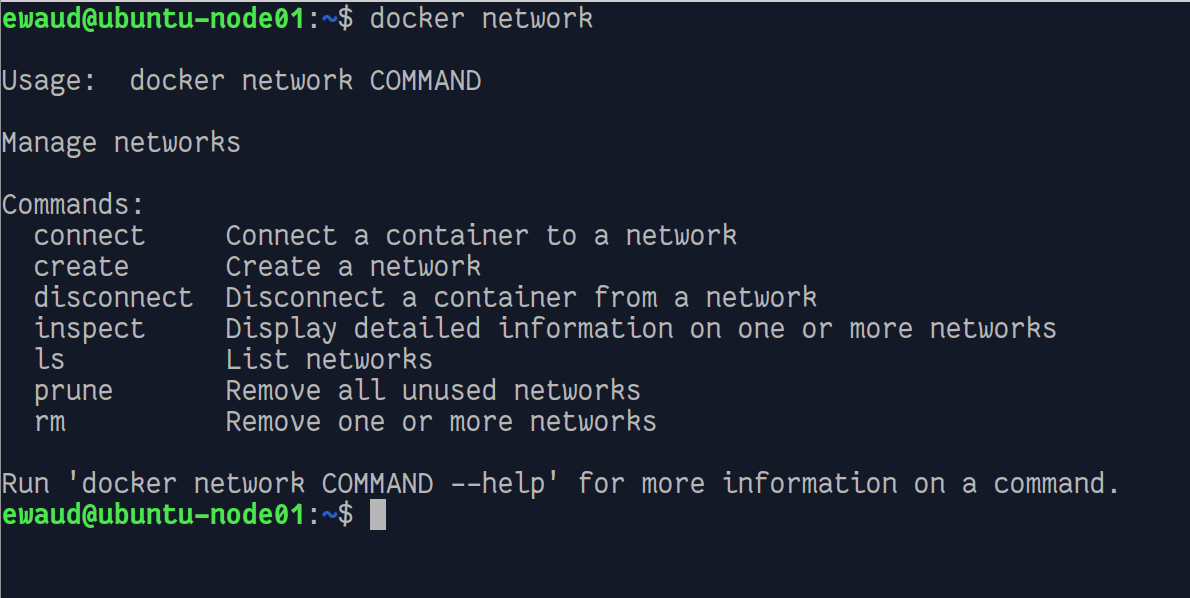 ewaud@ubuntu-node01:~$ docker network
Usage:  docker network COMMAND
Manage networks
Commands:
  connect     Connect a container to a network
  create      Create a network
  disconnect  Disconnect a container from a network
  inspect     Display detailed information on one or more networks
  ls          List networks
  prune       Remove all unused networks
  rm          Remove one or more networks
Run 'docker network COMMAND --help' for more information on a command.
ewaud@ubuntu-node01:~$